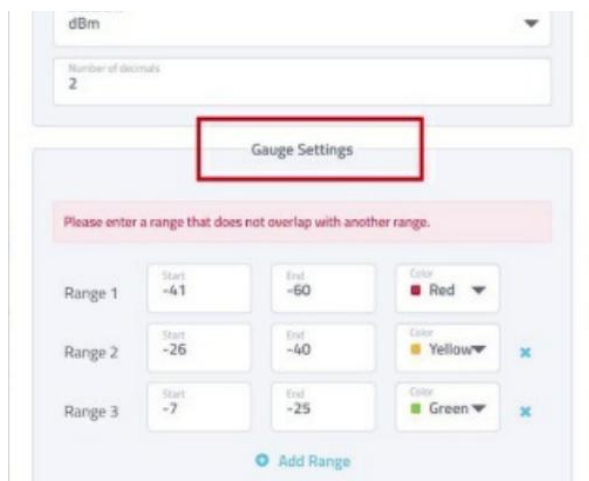 dBm
Number of decimals
2
Gauge Settings
Please enter a range that does not overlap with another range.
Range 1 Start -41 End -60 Color Red
Range 2 Start -26 End -40 Color Yellow
Range 3 Start -7 End -25 Color Green
Add Range